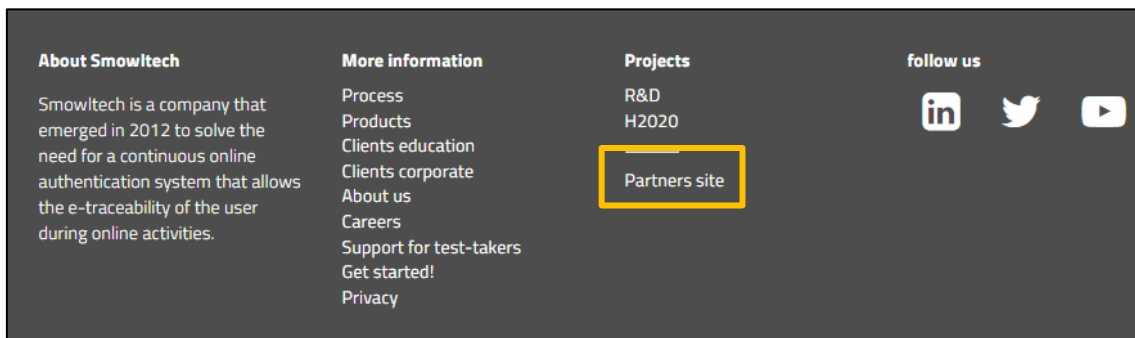 About Smowltech
Smowltech is a company that
emerged in 2012 to solve the
need for a continuous online
authentication system that allows
the e-traceability of the user
during online activities.
More information
Process
Products
Clients education
Clients corporate
About us
Careers
Support for test-takers
Get started!
Privacy
Projects
R&D
H2020
Partners site
follow us
in